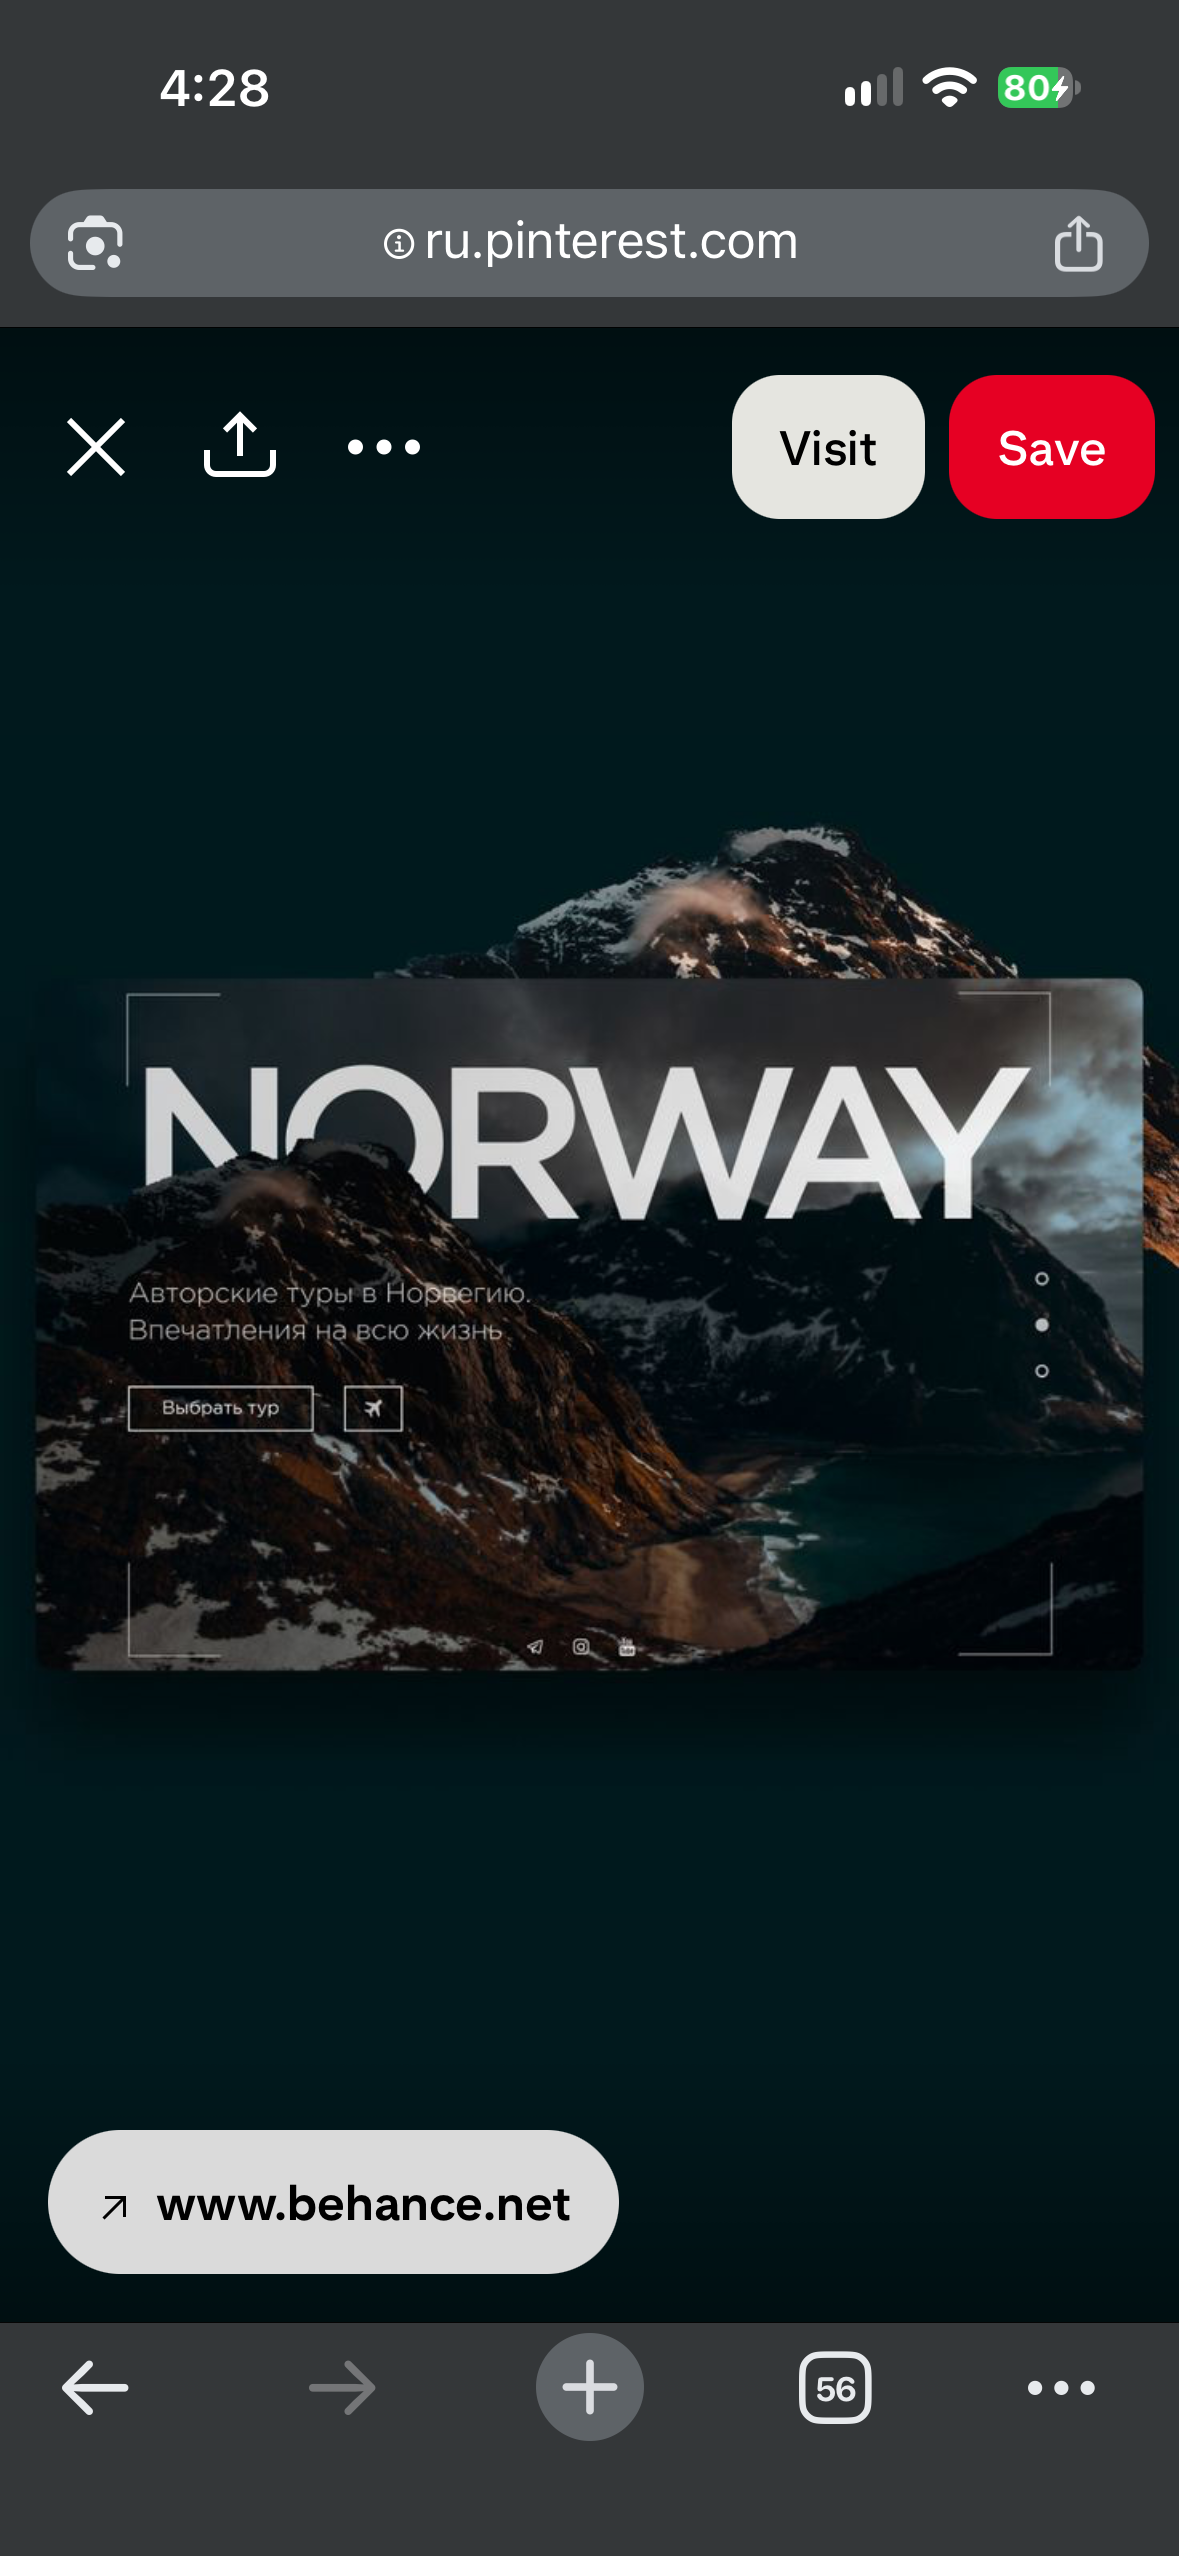 4:28
80
ru.pinterest.com
Visit
Save
NORWAY
Авторские туры в Норвегию.
Впечатления на всю жизнь
Выбрать тур
www.behance.net
56